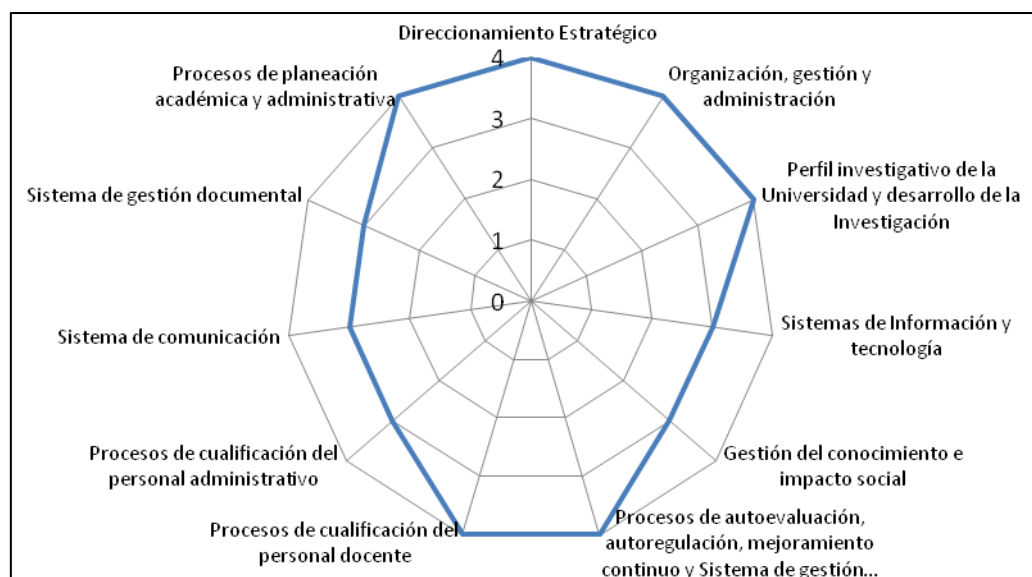 Direccionamiento Estratégico
4
3
2
1
0
Organización, gestión y
administración
Perfil investigativo de la
Universidad y desarrollo de la
Investigación
Sistemas de Información y
tecnología
Gestión del conocimiento e
impacto social
Procesos de autoevaluación,
autoregulación, mejoramiento
continuo y Sistema de gestión...
Procesos de cualificación del
personal docente
Procesos de cualificación del
personal administrativo
Sistema de comunicación
Sistema de gestión documental
Procesos de planeación
académica y administrativa